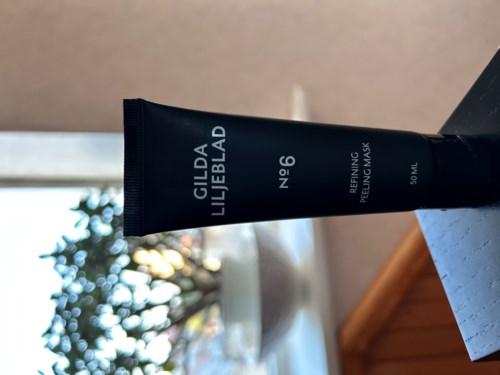 GILDA
LILJEBLAD
Nº6
REFINING
PEELING MASK
50 ML